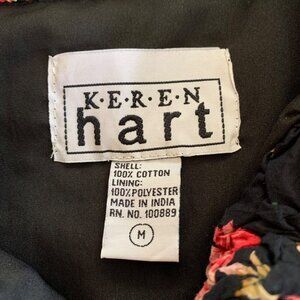 K·E·R·E·N
hart
SHELL:
100% COTTON
LINING:
100% POLYESTER
MADE IN INDIA
RN. NO. 100889
M